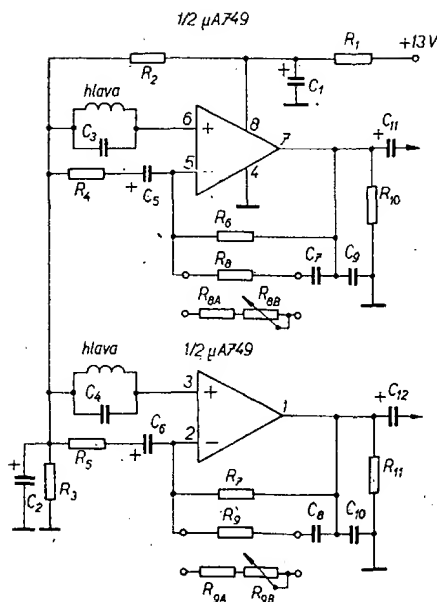 1/2 µA749
R1
+13V
R2
+
C1
hlava
C3
6
+
8
7
+
C11
5
-
4
R4
+
C5
R6
R10
R8
C7
C9
R8A
R8B
hlava
1/2 µA749
C4
3
+
1
+
C12
2
-
R5
+
C6
+
C2
R3
R7
R11
R9
C8
C10
R9A
R9B